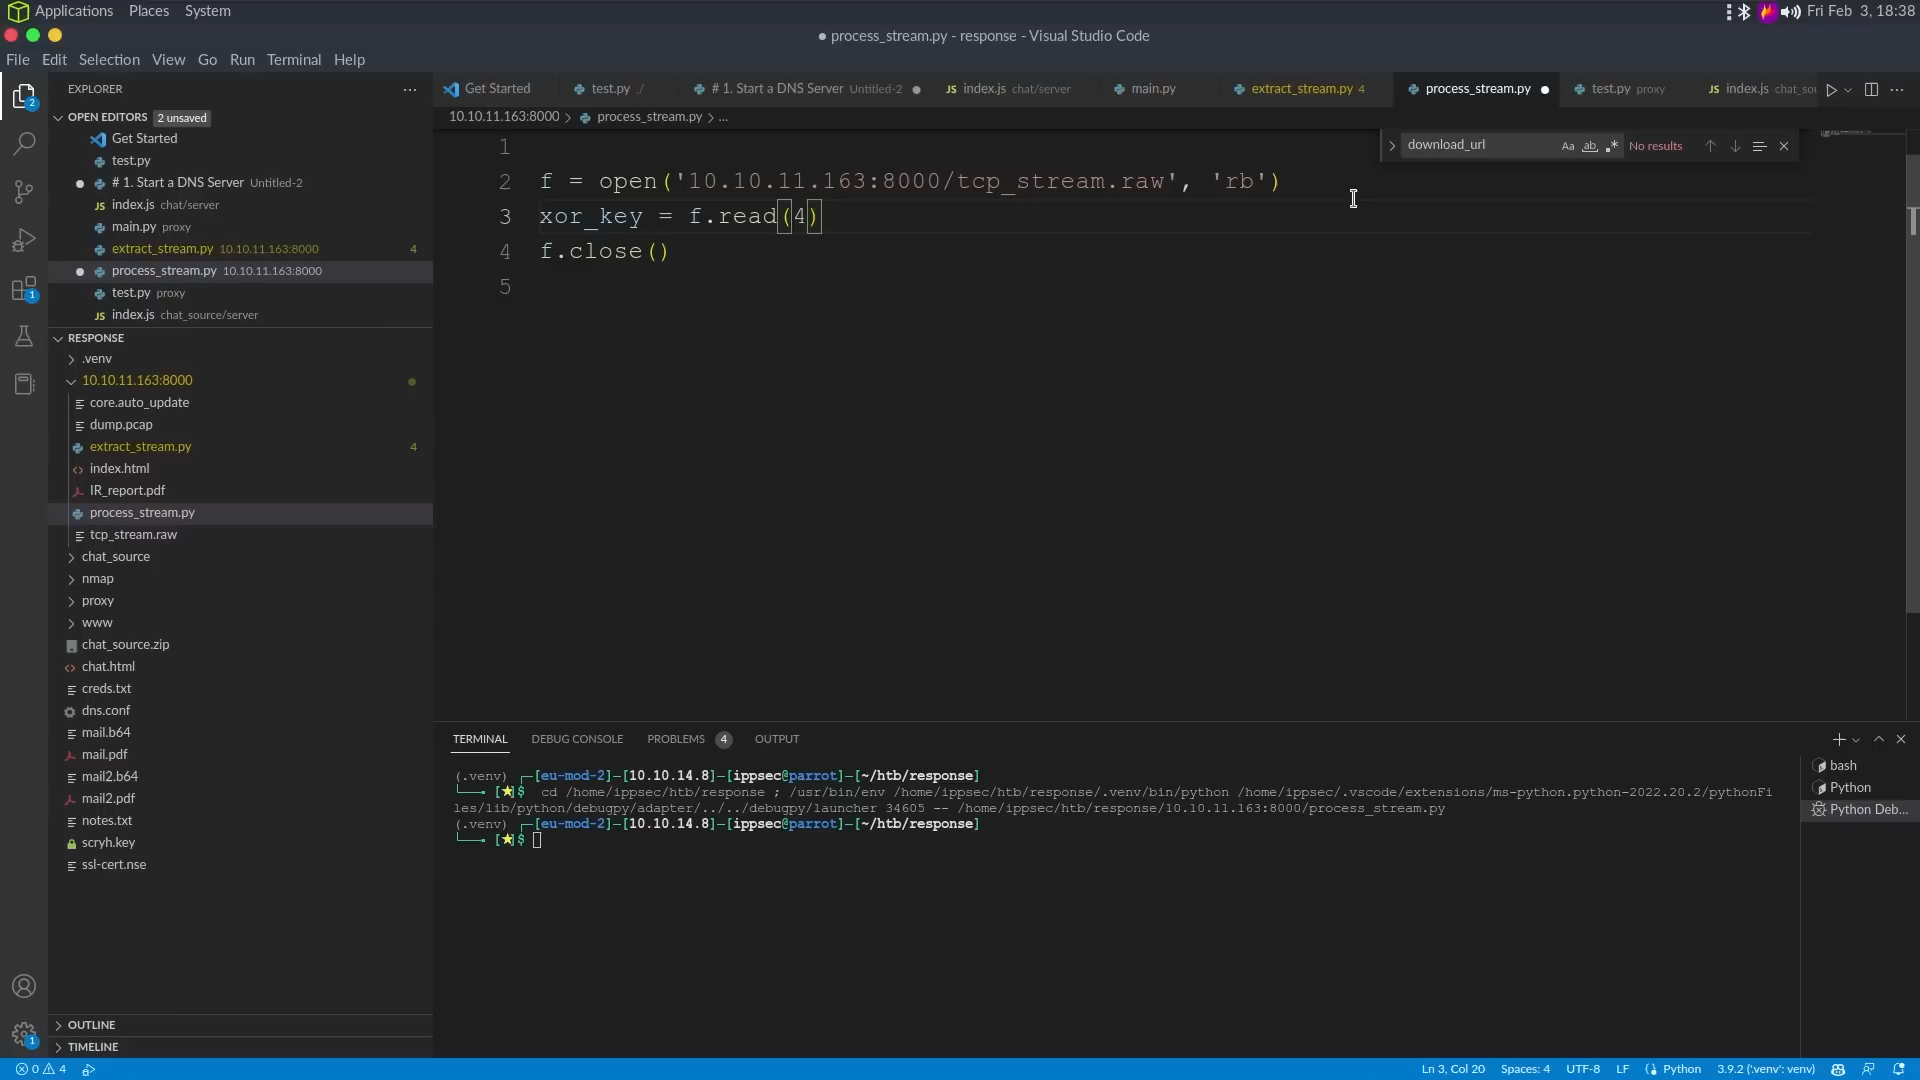 Applications Places System
Fri Feb 3, 18:38
● process_stream.py - response - Visual Studio Code
File Edit Selection View Go Run Terminal Help
EXPLORER
OPEN EDITORS 2 unsaved
Get Started
test.py
# 1. Start a DNS Server Untitled-2
JS index.js chat/server
main.py proxy
extract_stream.py 10.10.11.163:8000 4
process_stream.py 10.10.11.163:8000
test.py proxy
JS index.js chat_source/server
RESPONSE
.venv
10.10.11.163:8000
core.auto_update
dump.pcap
extract_stream.py 4
index.html
IR_report.pdf
process_stream.py
tcp_stream.raw
chat_source
nmap
proxy
www
chat_source.zip
chat.html
creds.txt
dns.conf
mail.b64
mail.pdf
mail2.b64
mail2.pdf
notes.txt
scryh.key
ssl-cert.nse
OUTLINE
TIMELINE
2
1
1
Get Started test.py ./ # 1. Start a DNS Server Untitled-2 JS index.js chat/server main.py extract_stream.py 4 process_stream.py test.py proxy JS index.js chat_sou
10.10.11.163:8000 > process_stream.py > ...
download_url Aa ab .* No results
1
2 f = open('10.10.11.163:8000/tcp_stream.raw', 'rb')
3 xor_key = f.read(4)
4 f.close()
5
TERMINAL DEBUG CONSOLE PROBLEMS 4 OUTPUT
bash
Python
Python Deb...
(.venv) ┌─[eu-mod-2]─[10.10.14.8]─[ippsec@parrot]─[~/htb/response]
└──╼ [★]$ cd /home/ippsec/htb/response ; /usr/bin/env /home/ippsec/htb/response/.venv/bin/python /home/ippsec/.vscode/extensions/ms-python.python-2022.20.2/pythonFi
les/lib/python/debugpy/adapter/../../debugpy/launcher 34605 -- /home/ippsec/htb/response/10.10.11.163:8000/process_stream.py
(.venv) ┌─[eu-mod-2]─[10.10.14.8]─[ippsec@parrot]─[~/htb/response]
└──╼ [★]$
0 4
Ln 3, Col 20 Spaces: 4 UTF-8 LF Python 3.9.2 ('.venv': venv)